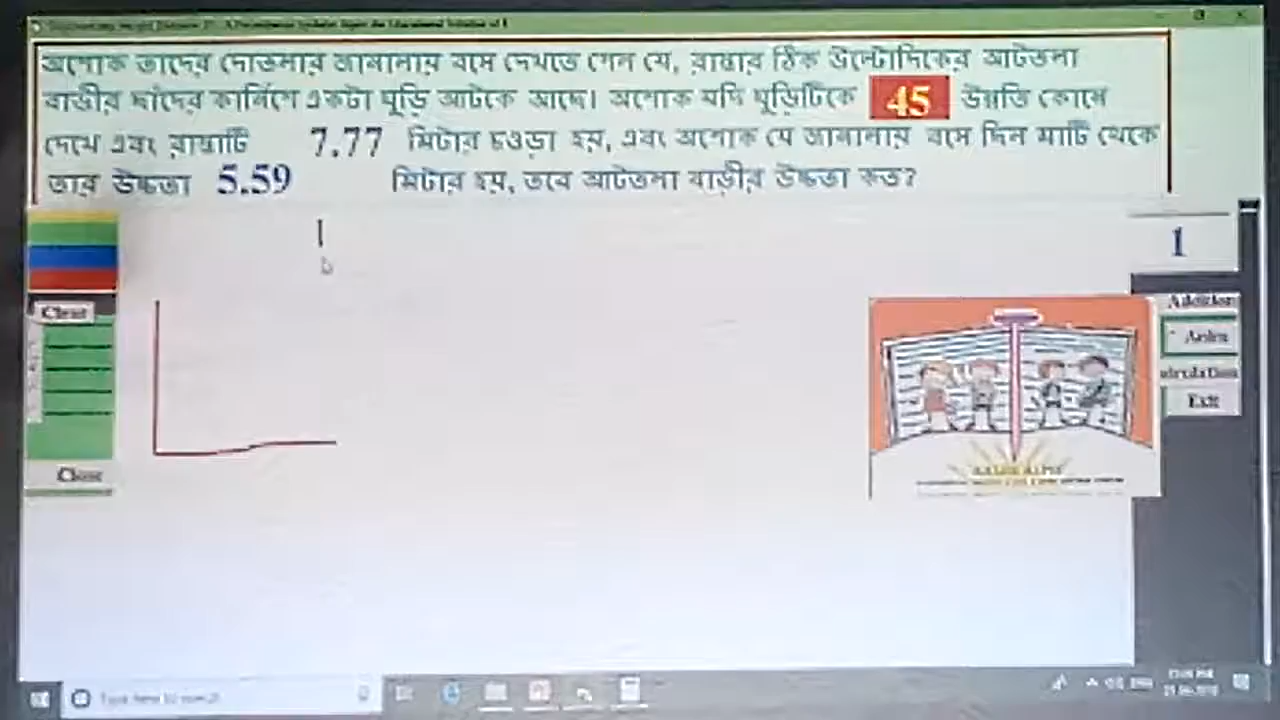 অশোক তাদের দোতলার জানালায় বসে দেখতে পেল যে, রাস্তার ঠিক উল্টোদিকের আটতলা
বাড়ীর ছাঁদের কার্নিশে একটা ঘুড়ি আটকে আছে। অশোক যদি ঘুড়িটিকে 45 উন্নতি কোণে
দেখে এবং রাস্তাটি 7.77 মিটার চওড়া হয়, এবং অশোক যে জানালায় বসে ছিল মাটি থেকে
তার উচ্চতা 5.59 মিটার হয়, তবে আটতলা বাড়ীর উচ্চতা কত?
1
Clear
Addition
Exit
Close